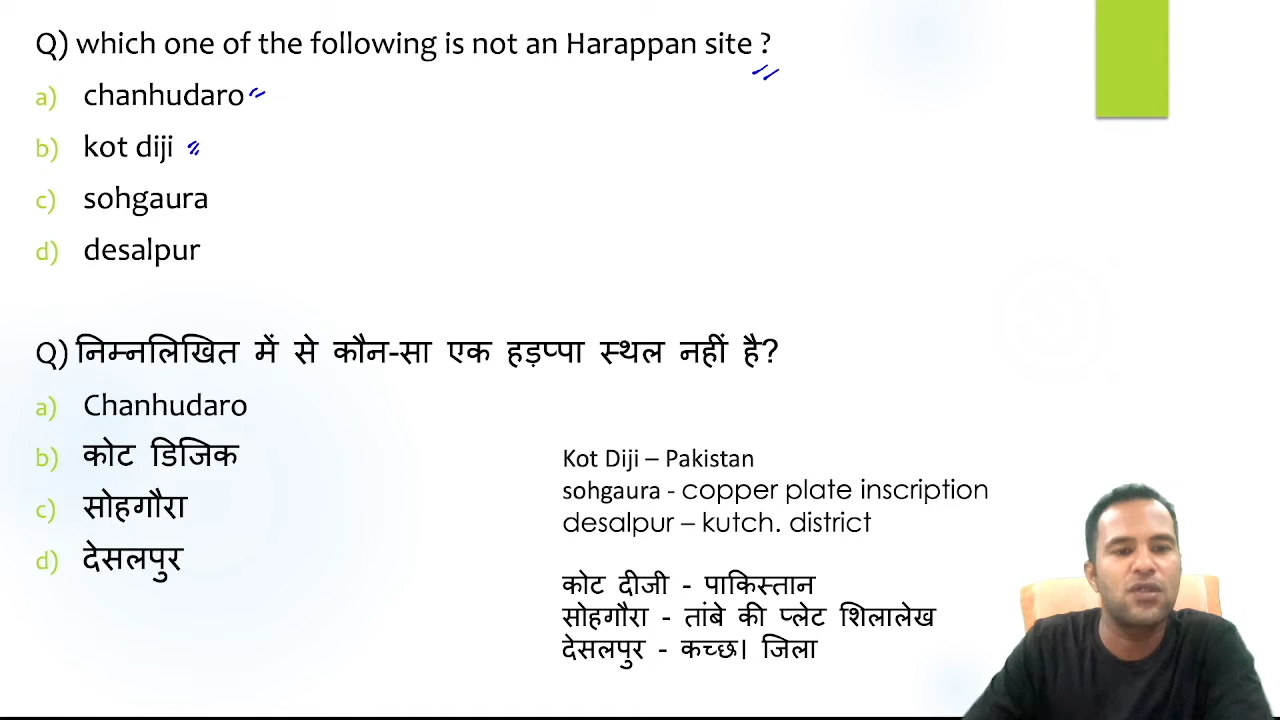 Q) which one of the following is not an Harappan site ?
a) chanhudaro
b) kot diji
c) sohgaura
d) desalpur
Q) निम्नलिखित में से कौन-सा एक हड़प्पा स्थल नहीं है?
a) Chanhudaro
b) कोट डिजिक
c) सोहगौरा
d) देसलपुर
Kot Diji – Pakistan
sohgaura - copper plate inscription
desalpur – kutch. district
कोट दीजी - पाकिस्तान
सोहगौरा - तांबे की प्लेट शिलालेख
देसलपुर - कच्छ। जिला